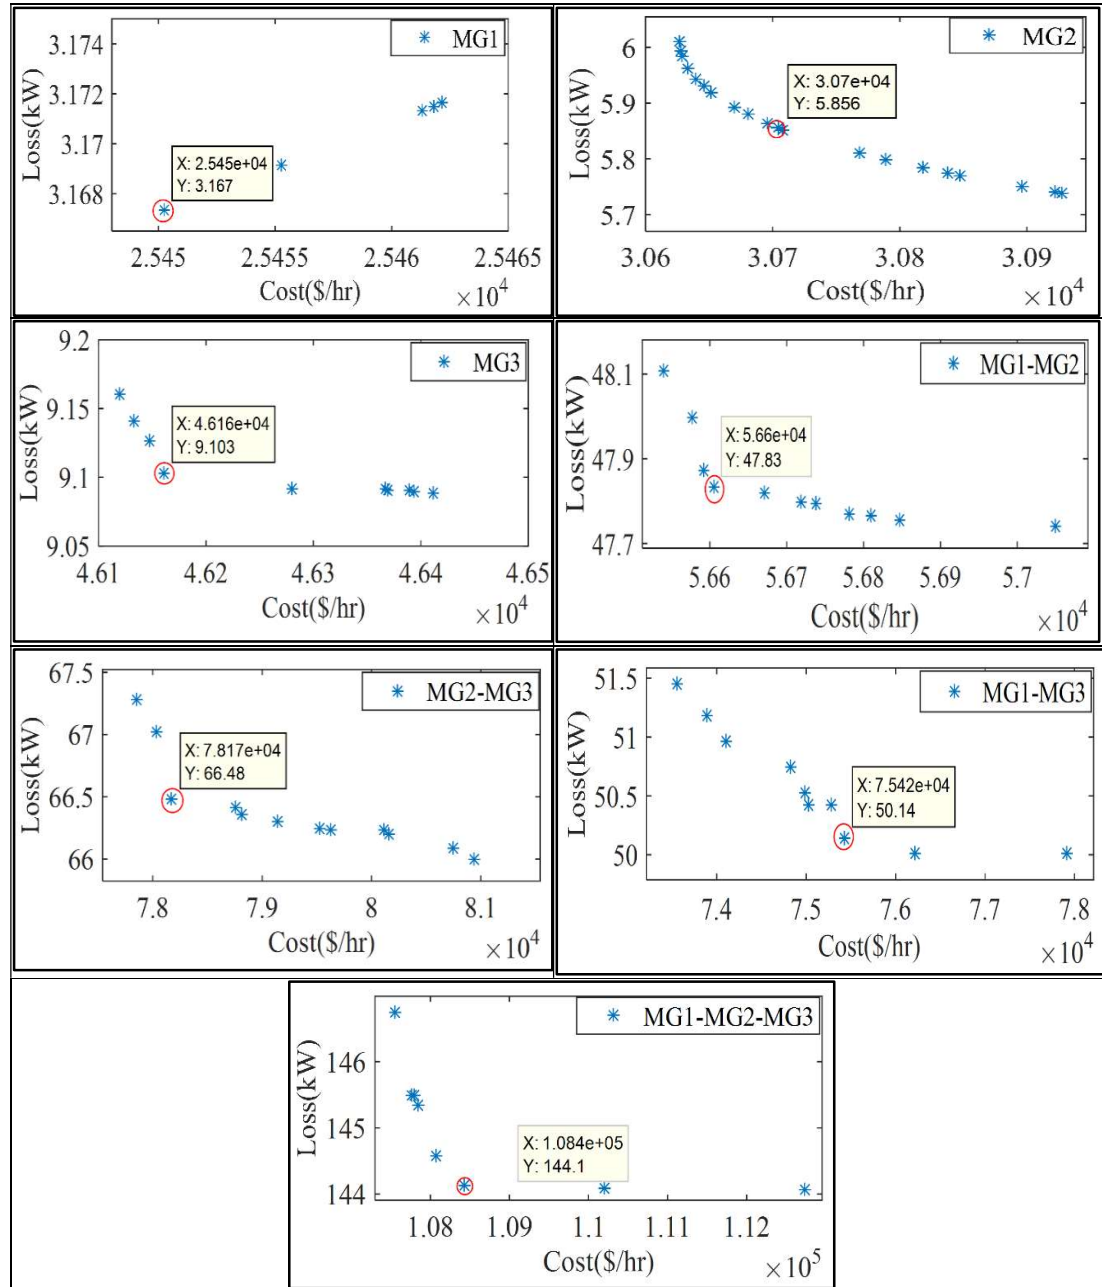 3.174
3.172
3.17
3.168
Loss(kW)
MG1
X: 2.545e+04
Y: 3.167
2.545 2.5455 2.546 2.5465
Cost($/hr)
×10^4
6
5.9
5.8
5.7
Loss(kW)
MG2
X: 3.07e+04
Y: 5.856
3.06 3.07 3.08 3.09
Cost($/hr)
×10^4
9.2
9.15
9.1
9.05
Loss(kW)
MG3
X: 4.616e+04
Y: 9.103
4.61 4.62 4.63 4.64 4.65
Cost($/hr)
×10^4
48.1
47.9
47.7
Loss(kW)
MG1-MG2
X: 5.66e+04
Y: 47.83
5.66 5.67 5.68 5.69 5.7
Cost($/hr)
×10^4
67.5
67
66.5
66
Loss(kW)
MG2-MG3
X: 7.817e+04
Y: 66.48
7.8 7.9 8 8.1
Cost($/hr)
×10^4
51.5
51
50.5
50
Loss(kW)
MG1-MG3
X: 7.542e+04
Y: 50.14
7.4 7.5 7.6 7.7 7.8
Cost($/hr)
×10^4
146
145
144
Loss(kW)
MG1-MG2-MG3
X: 1.084e+05
Y: 144.1
1.08 1.09 1.1 1.11 1.12
Cost($/hr)
×10^5